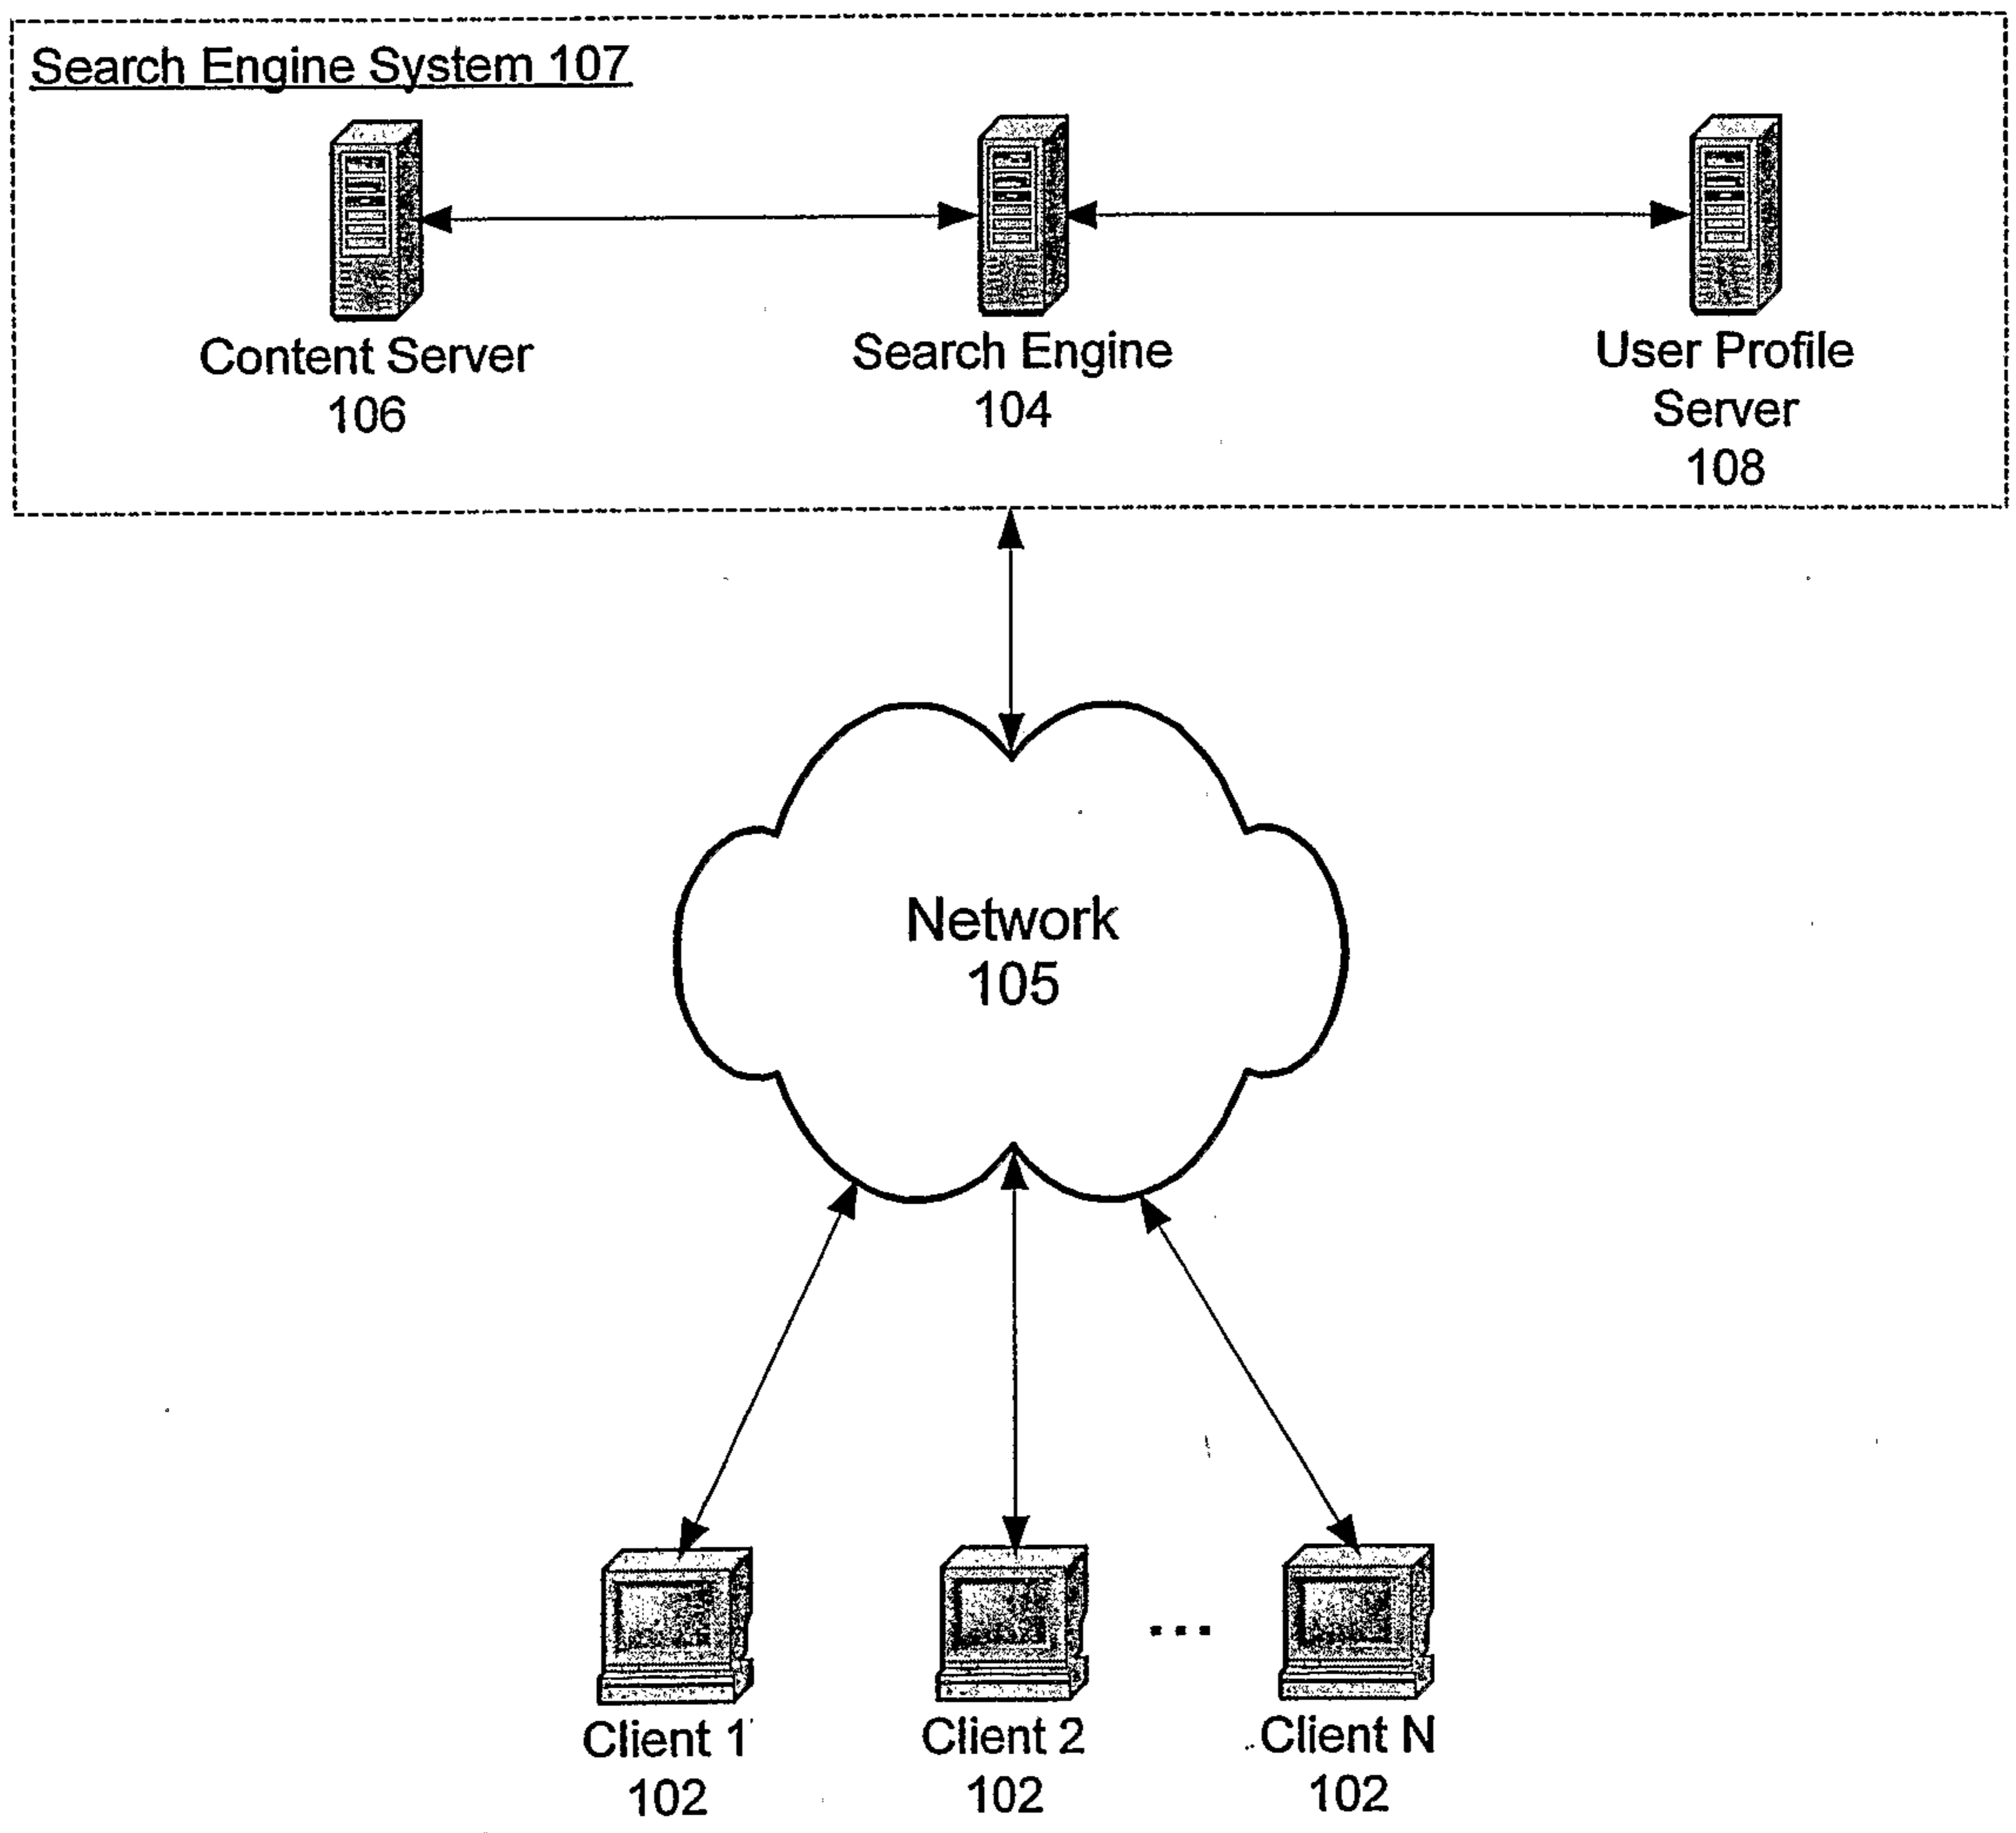 Search Engine System 107
Content Server
106
Search Engine
104
User Profile
Server
108
Network
105
Client 1
102
Client 2
102
...
Client N
102